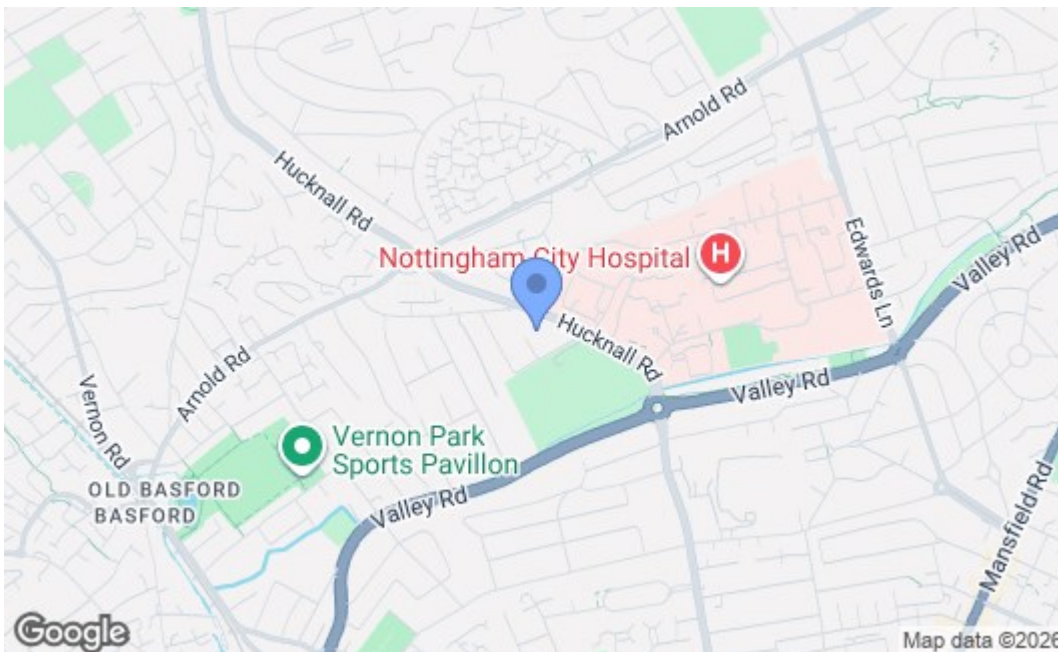 Arnold Rd
Hucknall Rd
Nottingham City Hospital
H
Edwards Ln
Valley Rd
Hucknall Rd
Arnold Rd
Valley Rd
Vernon Rd
Vernon Park
Sports Pavillon
OLD BASFORD
BASFORD
Valley Rd
Mansfield Rd
Google
Map data ©2026